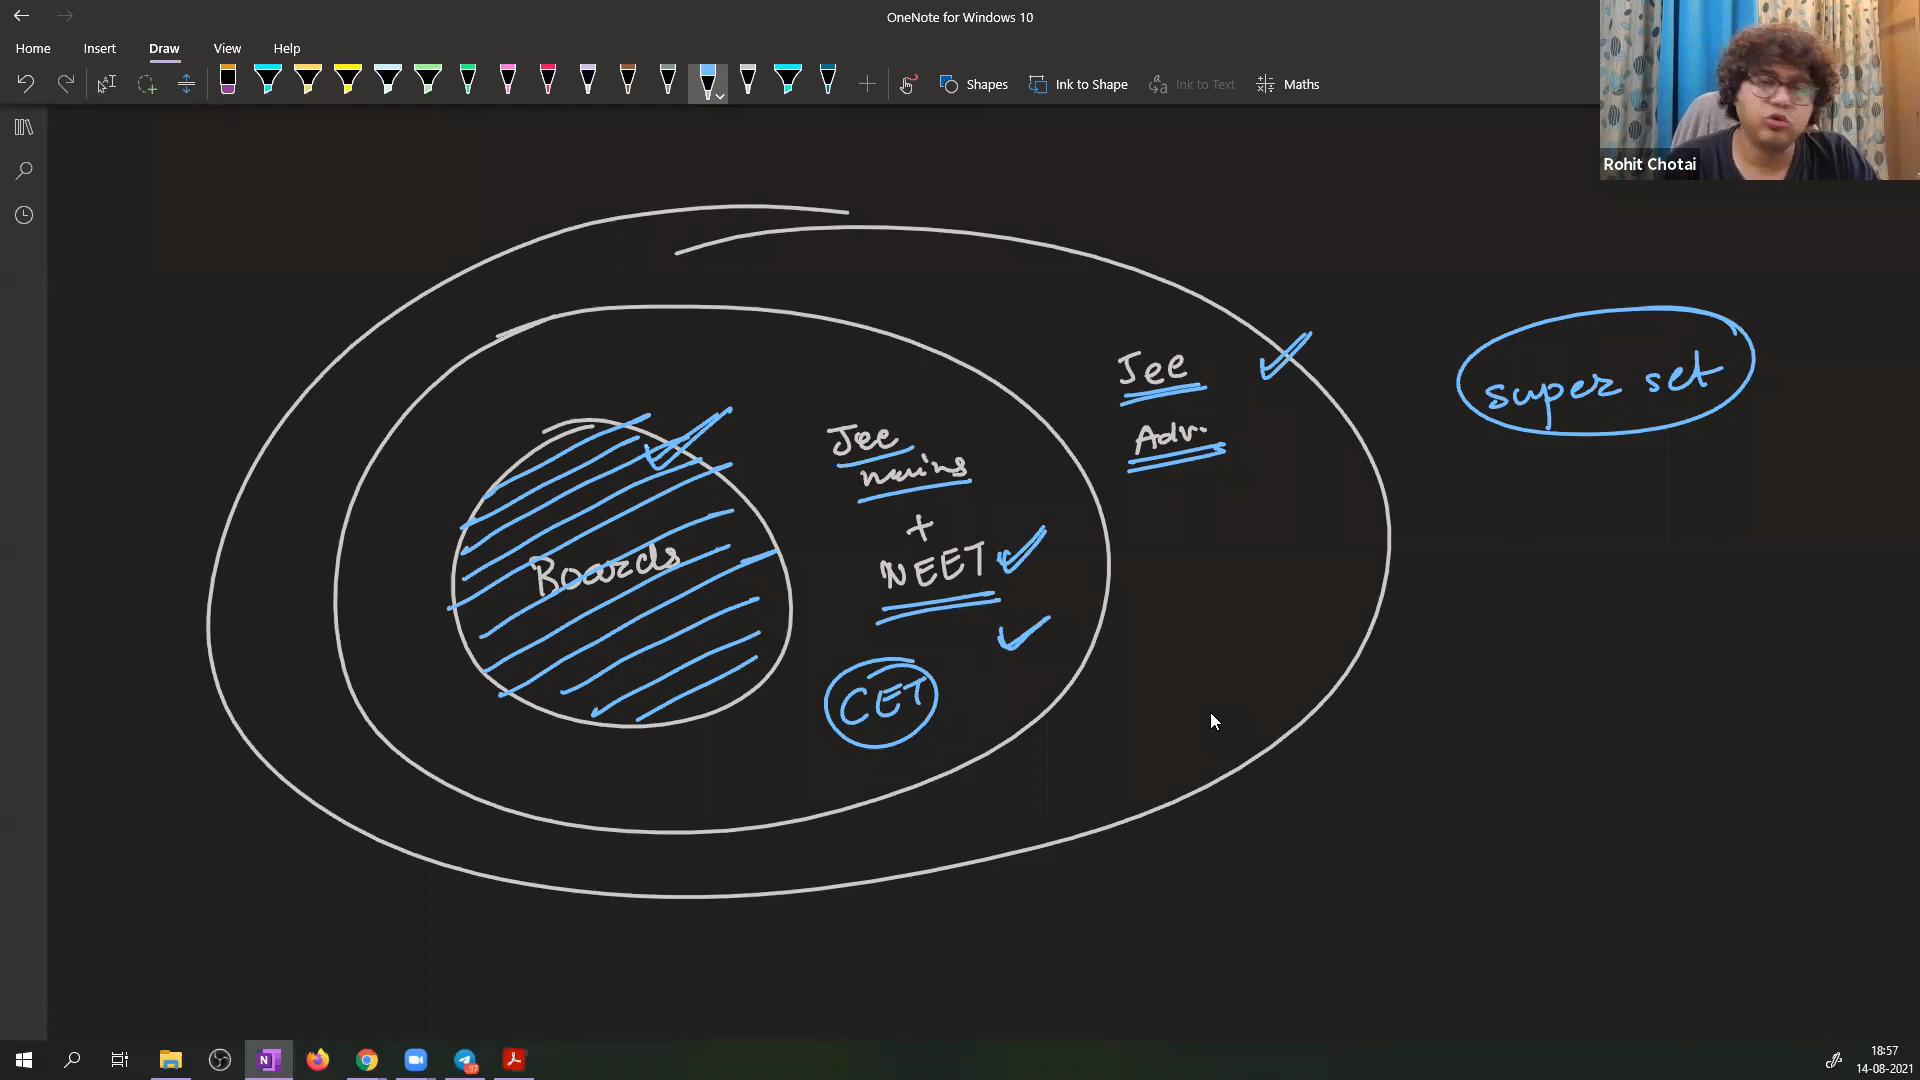 OneNote for Windows 10
Home Insert Draw View Help
Shapes Ink to Shape Ink to Text Maths
Rohit Chotai
Jee
Adv.
super set
Jee
mains
+
NEET
Boards
CET
18:57
14-08-2021